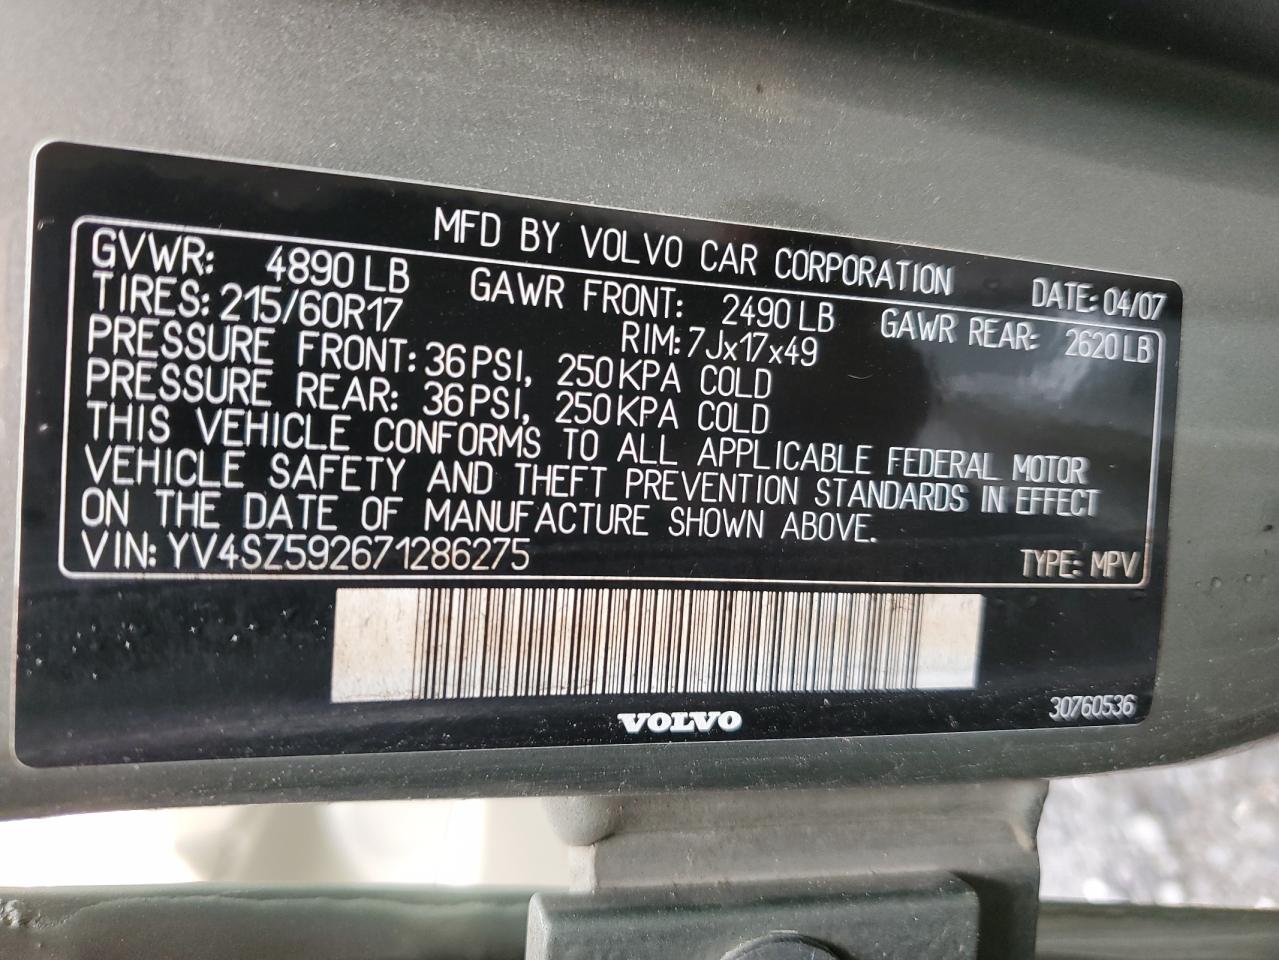 MFD BY VOLVO CAR CORPORATION DATE: 04/07
GVWR: 4890 LB GAWR FRONT: 2490 LB GAWR REAR: 2620 LB
TIRES: 215/60R17 RIM: 7Jx17x49
PRESSURE FRONT: 36 PSI, 250 KPA COLD
PRESSURE REAR: 36 PSI, 250 KPA COLD
THIS VEHICLE CONFORMS TO ALL APPLICABLE FEDERAL MOTOR
VEHICLE SAFETY AND THEFT PREVENTION STANDARDS IN EFFECT
ON THE DATE OF MANUFACTURE SHOWN ABOVE.
VIN: YV4SZ592671286275 TYPE: MPV
VOLVO 30760536